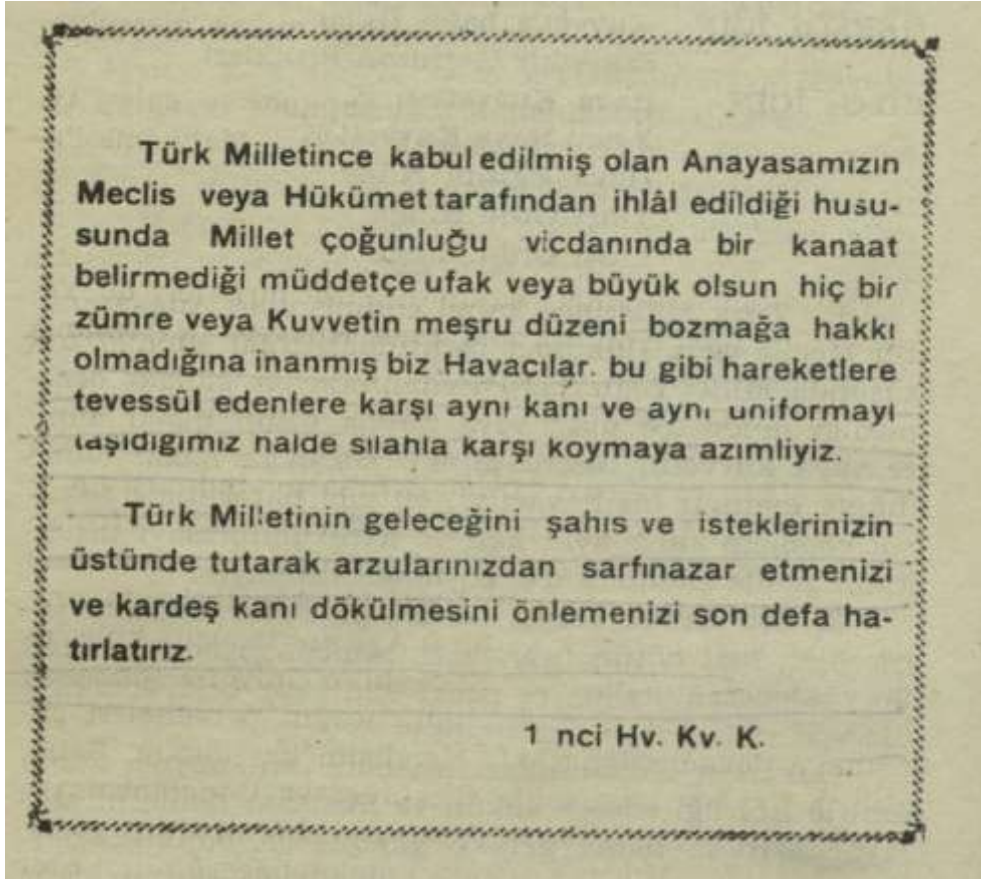 Türk Milletince kabul edilmiş olan Anayasamızın
Meclis veya Hükümet tarafından ihlâl edildiği husu-
sunda Millet çoğunluğu vicdanında bir kanaat
belirmediği müddetçe ufak veya büyük olsun hiç bir
zümre veya Kuvvetin meşru düzeni bozmağa hakkı
olmadığına inanmış biz Havacılar. bu gibi hareketlere
tevessül edenlere karşı aynı kanı ve aynı uniformayı
taşıdığımız halde silahla karşı koymaya azimliyiz.
Türk Milletinin geleceğini şahıs ve isteklerinizin
üstünde tutarak arzularınızdan sarfınazar etmenizi
ve kardeş kanı dökülmesini önlemenizi son defa ha-
tırlatırız.
1 nci Hv. Kv. K.